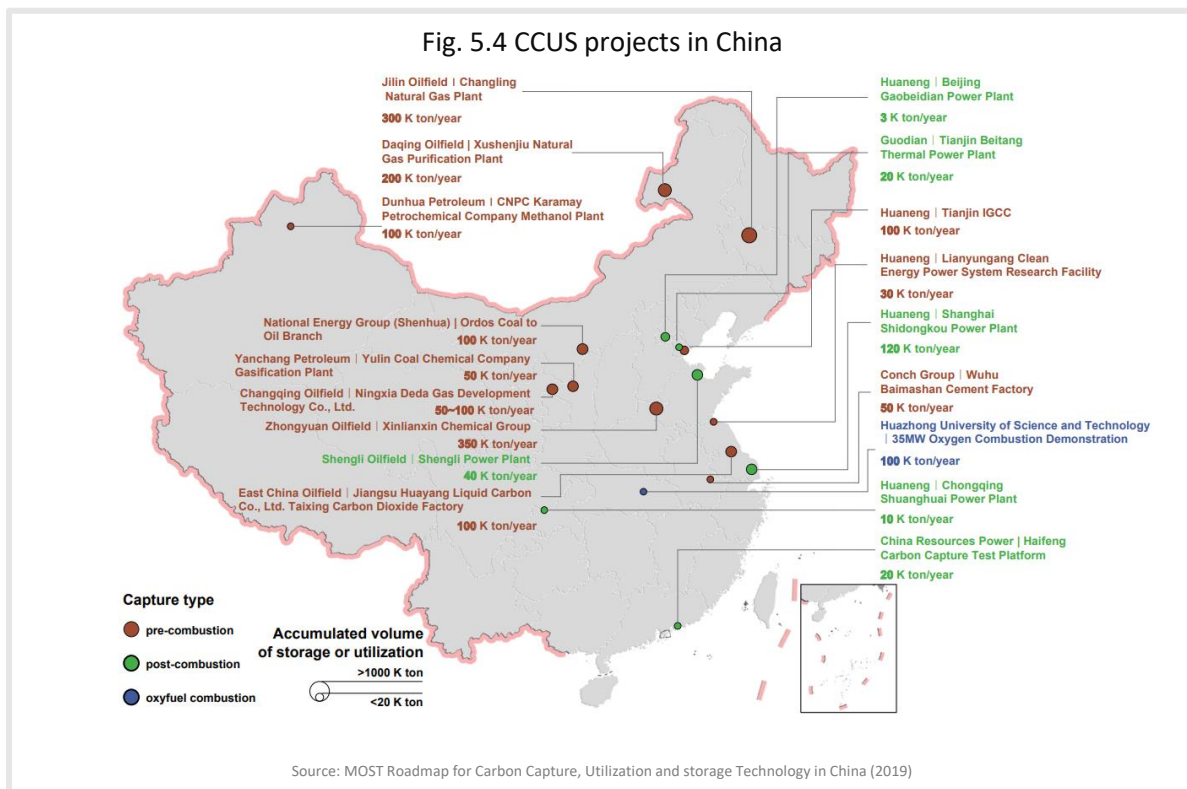 Fig. 5.4 CCUS projects in China
Jilin Oilfield | Changling
Natural Gas Plant
300 K ton/year
Daqing Oilfield | Xushenjiu Natural
Gas Purification Plant
200 K ton/year
Dunhua Petroleum | CNPC Karamay
Petrochemical Company Methanol Plant
100 K ton/year
National Energy Group (Shenhua) | Ordos Coal to
Oil Branch
100 K ton/year
Yanchang Petroleum | Yulin Coal Chemical Company
Gasification Plant
50 K ton/year
Changqing Oilfield | Ningxia Deda Gas Development
Technology Co., Ltd.
50~100 K ton/year
Zhongyuan Oilfield | Xinlianxin Chemical Group
350 K ton/year
Shengli Oilfield | Shengli Power Plant
40 K ton/year
East China Oilfield | Jiangsu Huayang Liquid Carbon
Co., Ltd. Taixing Carbon Dioxide Factory
100 K ton/year
Huaneng | Beijing
Gaobeidian Power Plant
3 K ton/year
Guodian | Tianjin Beitang
Thermal Power Plant
20 K ton/year
Huaneng | Tianjin IGCC
100 K ton/year
Huaneng | Lianyungang Clean
Energy Power System Research Facility
30 K ton/year
Huaneng | Shanghai
Shidongkou Power Plant
120 K ton/year
Conch Group | Wuhu
Baimashan Cement Factory
50 K ton/year
Huazhong University of Science and Technology
| 35MW Oxygen Combustion Demonstration
100 K ton/year
Huaneng | Chongqing
Shuanghuai Power Plant
10 K ton/year
China Resources Power | Haifeng
Carbon Capture Test Platform
20 K ton/year
Capture type
pre-combustion
post-combustion
oxyfuel combustion
Accumulated volume
of storage or utilization
>1000 K ton
<20 K ton
Source: MOST Roadmap for Carbon Capture, Utilization and storage Technology in China (2019)